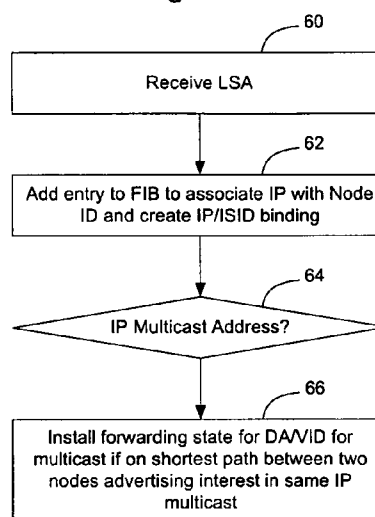 60
Receive LSA
62
Add entry to FIB to associate IP with Node
ID and create IP/ISID binding
64
IP Multicast Address?
66
Install forwarding state for DA/VID for
multicast if on shortest path between two
nodes advertising interest in same IP
multicast